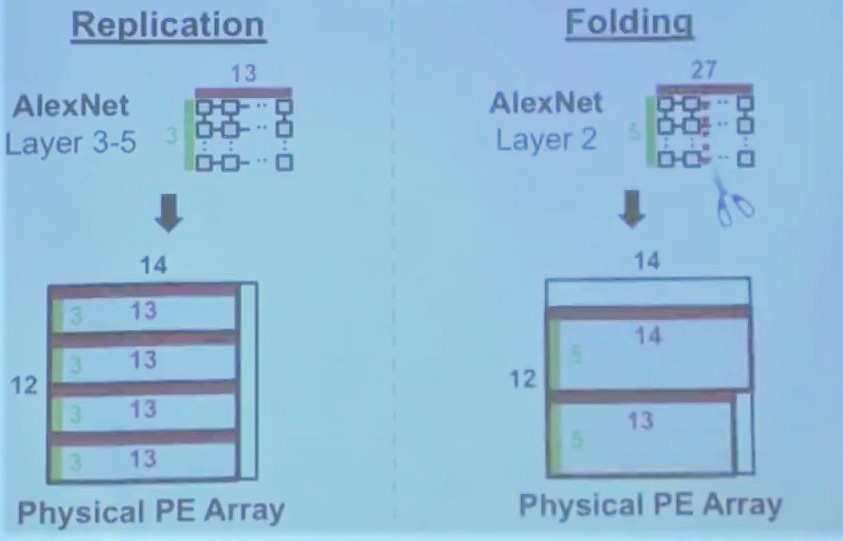 Replication
13
AlexNet
Layer 3-5
3
14
12
3
13
3
13
3
13
3
13
Physical PE Array
Folding
27
AlexNet
Layer 2
5
14
12
5
14
5
13
Physical PE Array